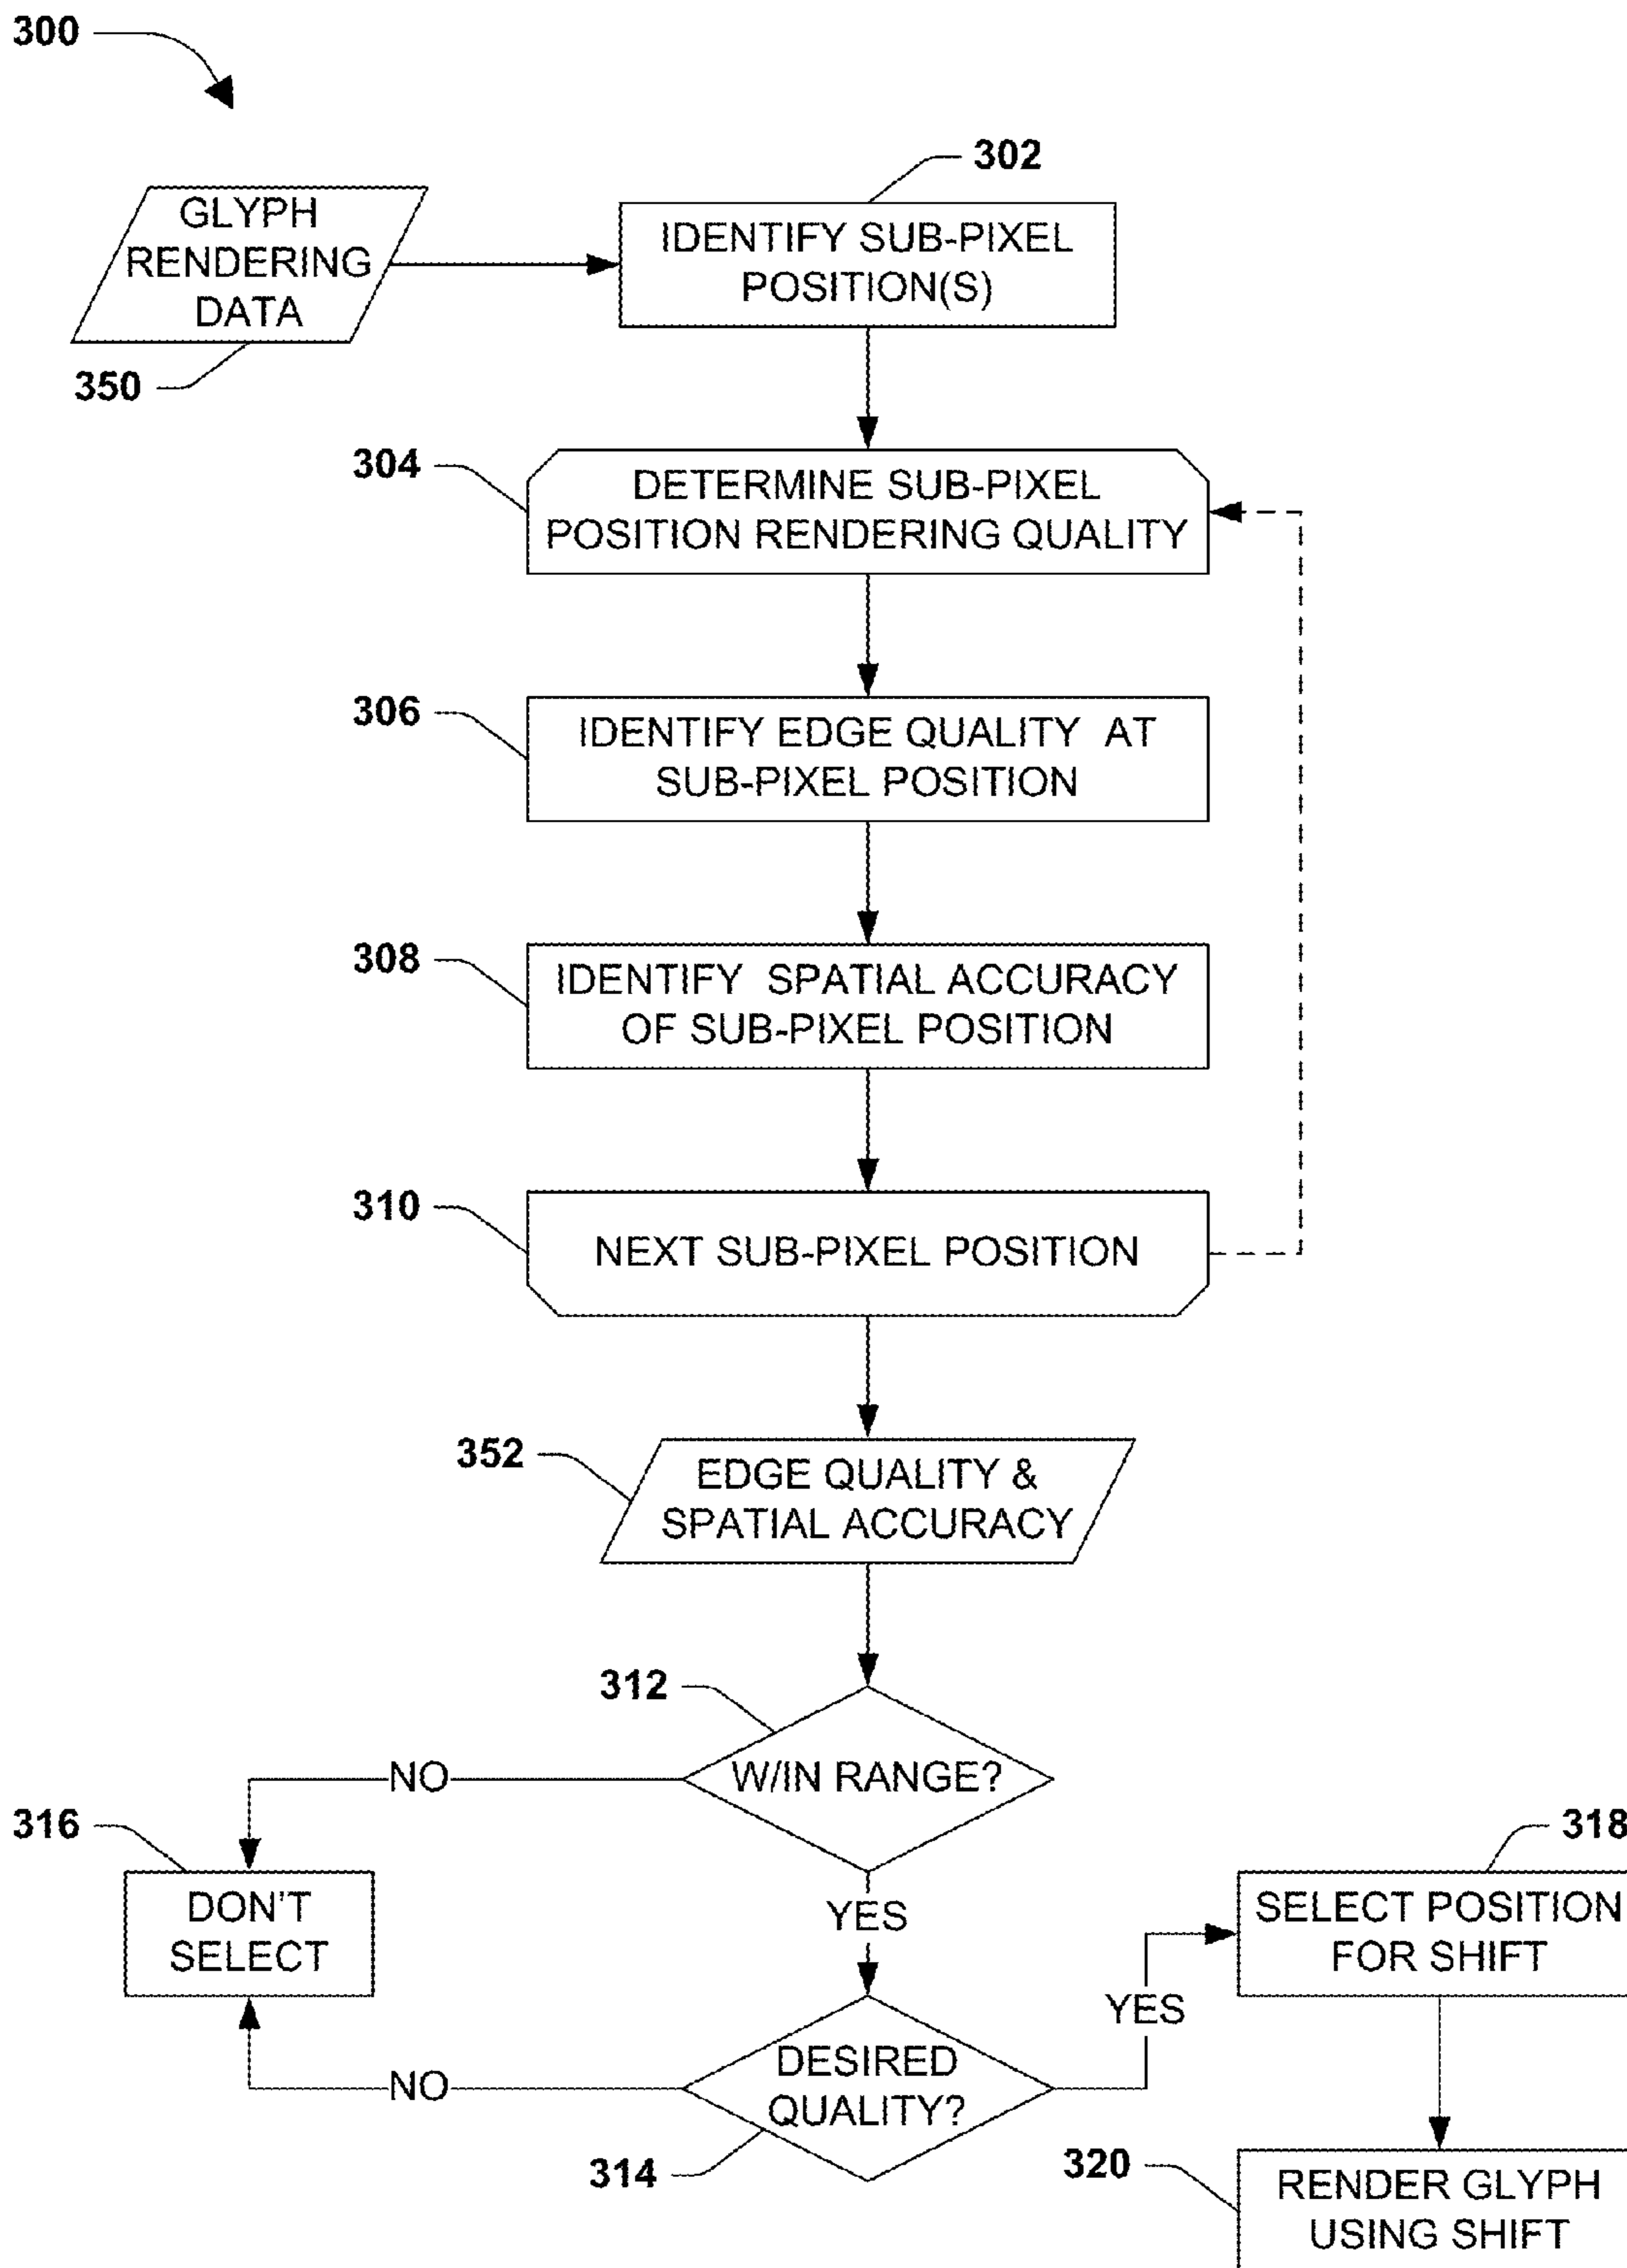 300
302
GLYPH
RENDERING
DATA
IDENTIFY SUB-PIXEL
POSITION(S)
350
304
DETERMINE SUB-PIXEL
POSITION RENDERING QUALITY
306
IDENTIFY EDGE QUALITY AT
SUB-PIXEL POSITION
308
IDENTIFY SPATIAL ACCURACY
OF SUB-PIXEL POSITION
310
NEXT SUB-PIXEL POSITION
352
EDGE QUALITY &
SPATIAL ACCURACY
312
W/IN RANGE?
NO
316
DON'T
SELECT
YES
318
SELECT POSITION
FOR SHIFT
YES
DESIRED
QUALITY?
NO
314
320
RENDER GLYPH
USING SHIFT